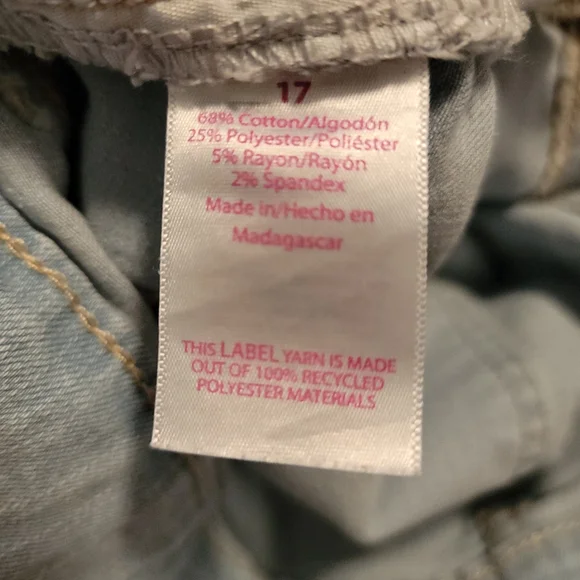 17
68% Cotton/Algodón
25% Polyester/Poliéster
5% Rayon/Rayón
2% Spandex
Made in/Hecho en
Madagascar
THIS LABEL YARN IS MADE
OUT OF 100% RECYCLED
POLYESTER MATERIALS